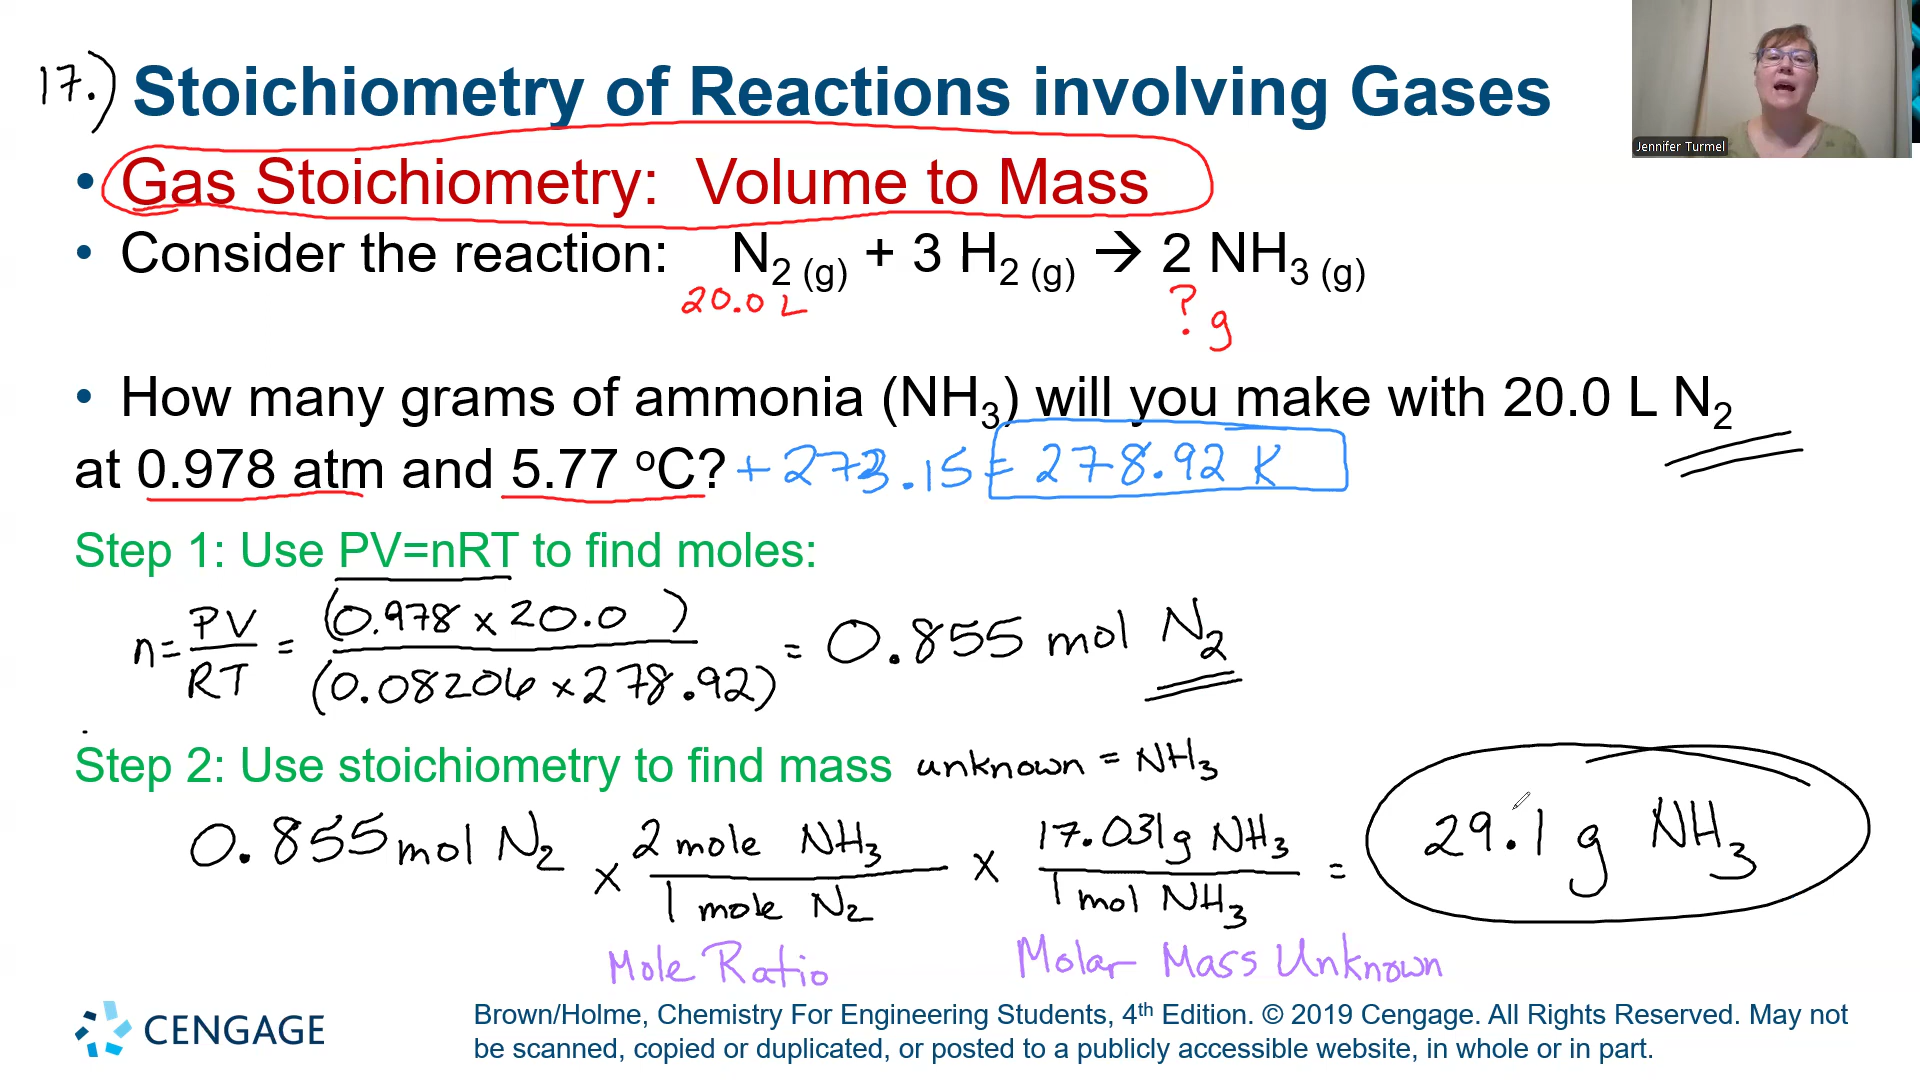 17.) Stoichiometry of Reactions involving Gases
Jennifer Turmel
• Gas Stoichiometry: Volume to Mass
• Consider the reaction: N2 (g) + 3 H2 (g) → 2 NH3 (g)
20.0 L ? g
• How many grams of ammonia (NH3) will you make with 20.0 L N2
at 0.978 atm and 5.77 °C? + 273.15 = 278.92 K
Step 1: Use PV=nRT to find moles:
n = PV/RT = (0.978 x 20.0)/(0.08206 x 278.92) = 0.855 mol N2
Step 2: Use stoichiometry to find mass unknown = NH3
0.855 mol N2 x 2 mole NH3/1 mole N2 x 17.031g NH3/1 mol NH3 = 29.1 g NH3
Mole Ratio Molar Mass Unknown
CENGAGE
Brown/Holme, Chemistry For Engineering Students, 4th Edition. © 2019 Cengage. All Rights Reserved. May not
be scanned, copied or duplicated, or posted to a publicly accessible website, in whole or in part.